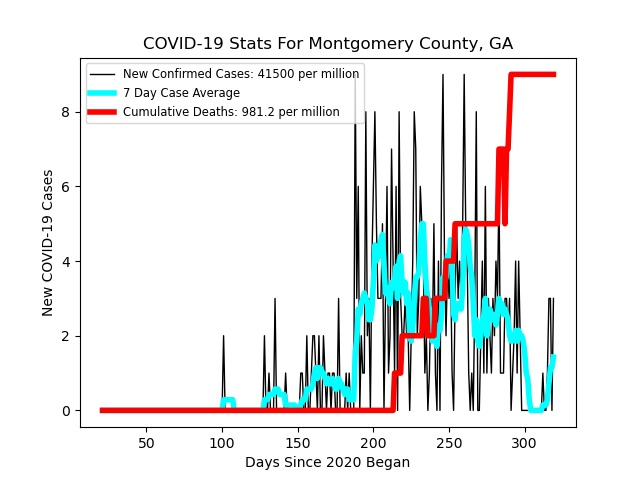 COVID-19 Stats For Montgomery County, GA
New Confirmed Cases: 41500 per million
7 Day Case Average
Cumulative Deaths: 981.2 per million
New COVID-19 Cases
8
6
4
2
0
50 100 150 200 250 300
Days Since 2020 Began